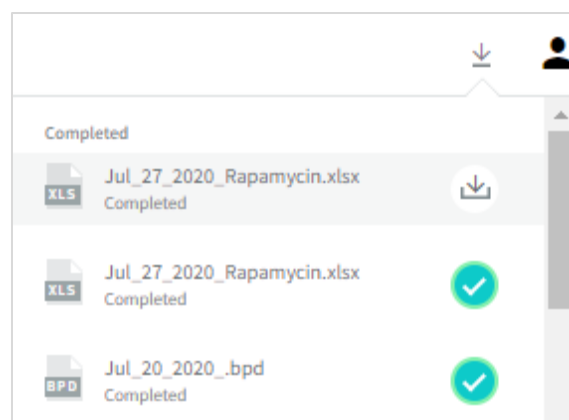 Completed
Jul_27_2020_Rapamycin.xlsx
XLS
Completed
Jul_27_2020_Rapamycin.xlsx
XLS
Completed
Jul_20_2020_.bpd
BPD
Completed